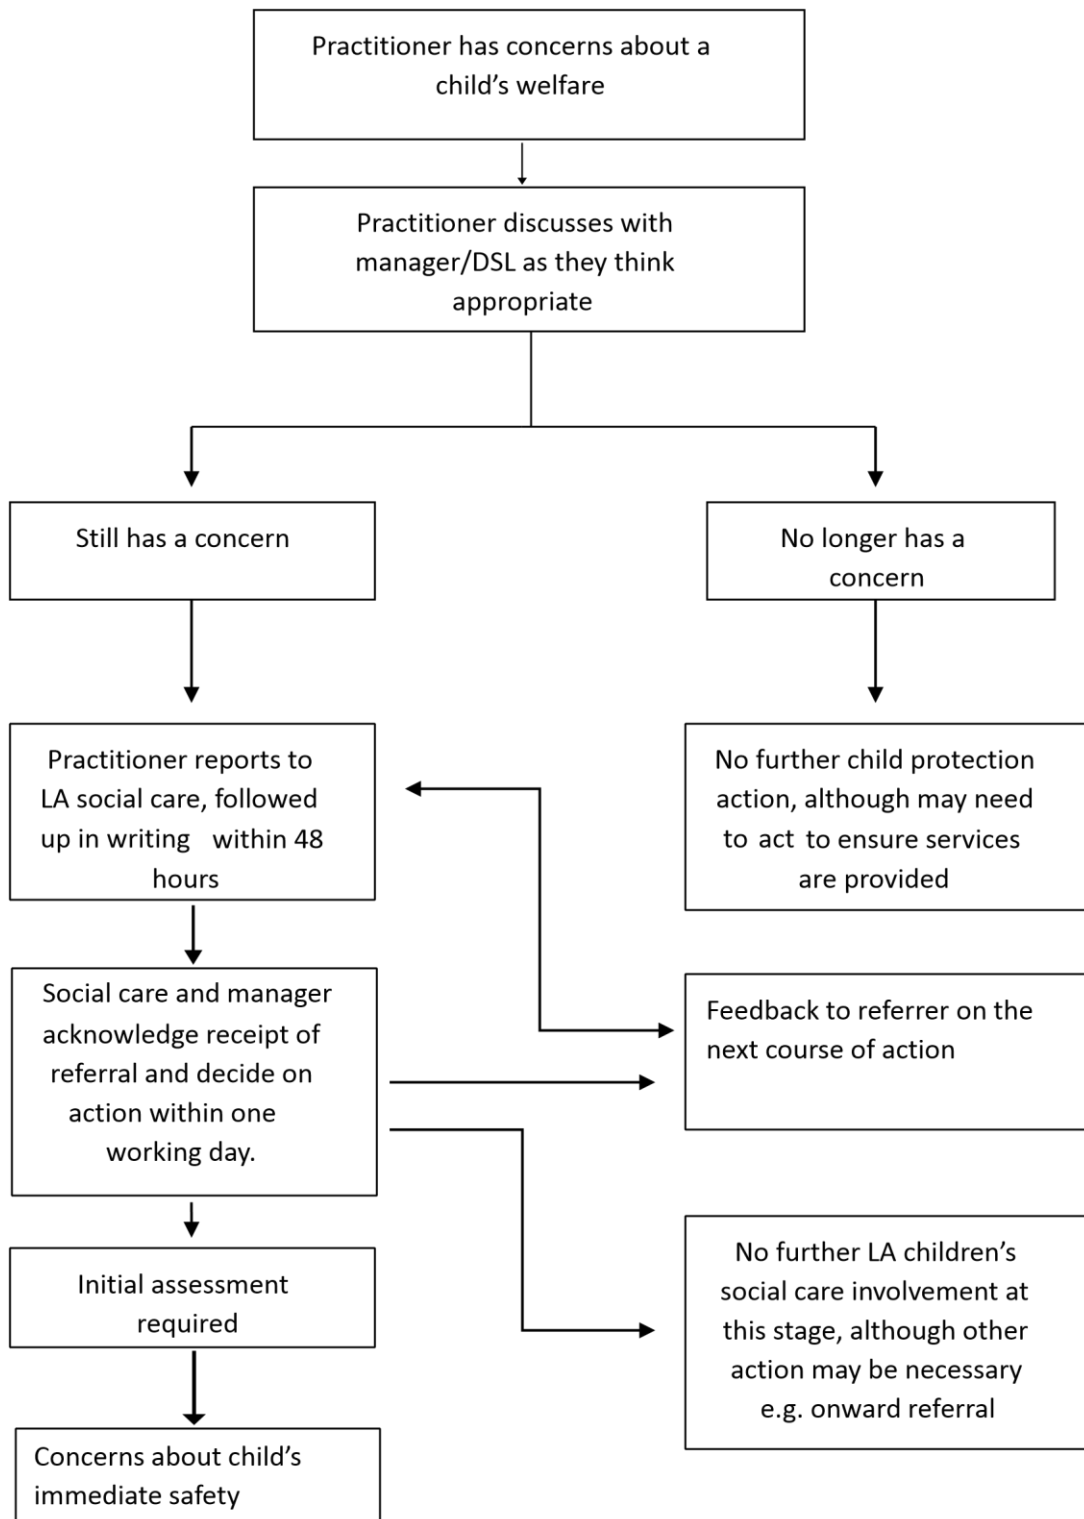 Practitioner has concerns about a
child’s welfare
Practitioner discusses with
manager/DSL as they think
appropriate
Still has a concern
No longer has a
concern
Practitioner reports to
LA social care, followed
up in writing within 48
hours
No further child protection
action, although may need
to act to ensure services
are provided
Social care and manager
acknowledge receipt of
referral and decide on
action within one
working day.
Feedback to referrer on the
next course of action
Initial assessment
required
No further LA children’s
social care involvement at
this stage, although other
action may be necessary
e.g. onward referral
Concerns about child’s
immediate safety